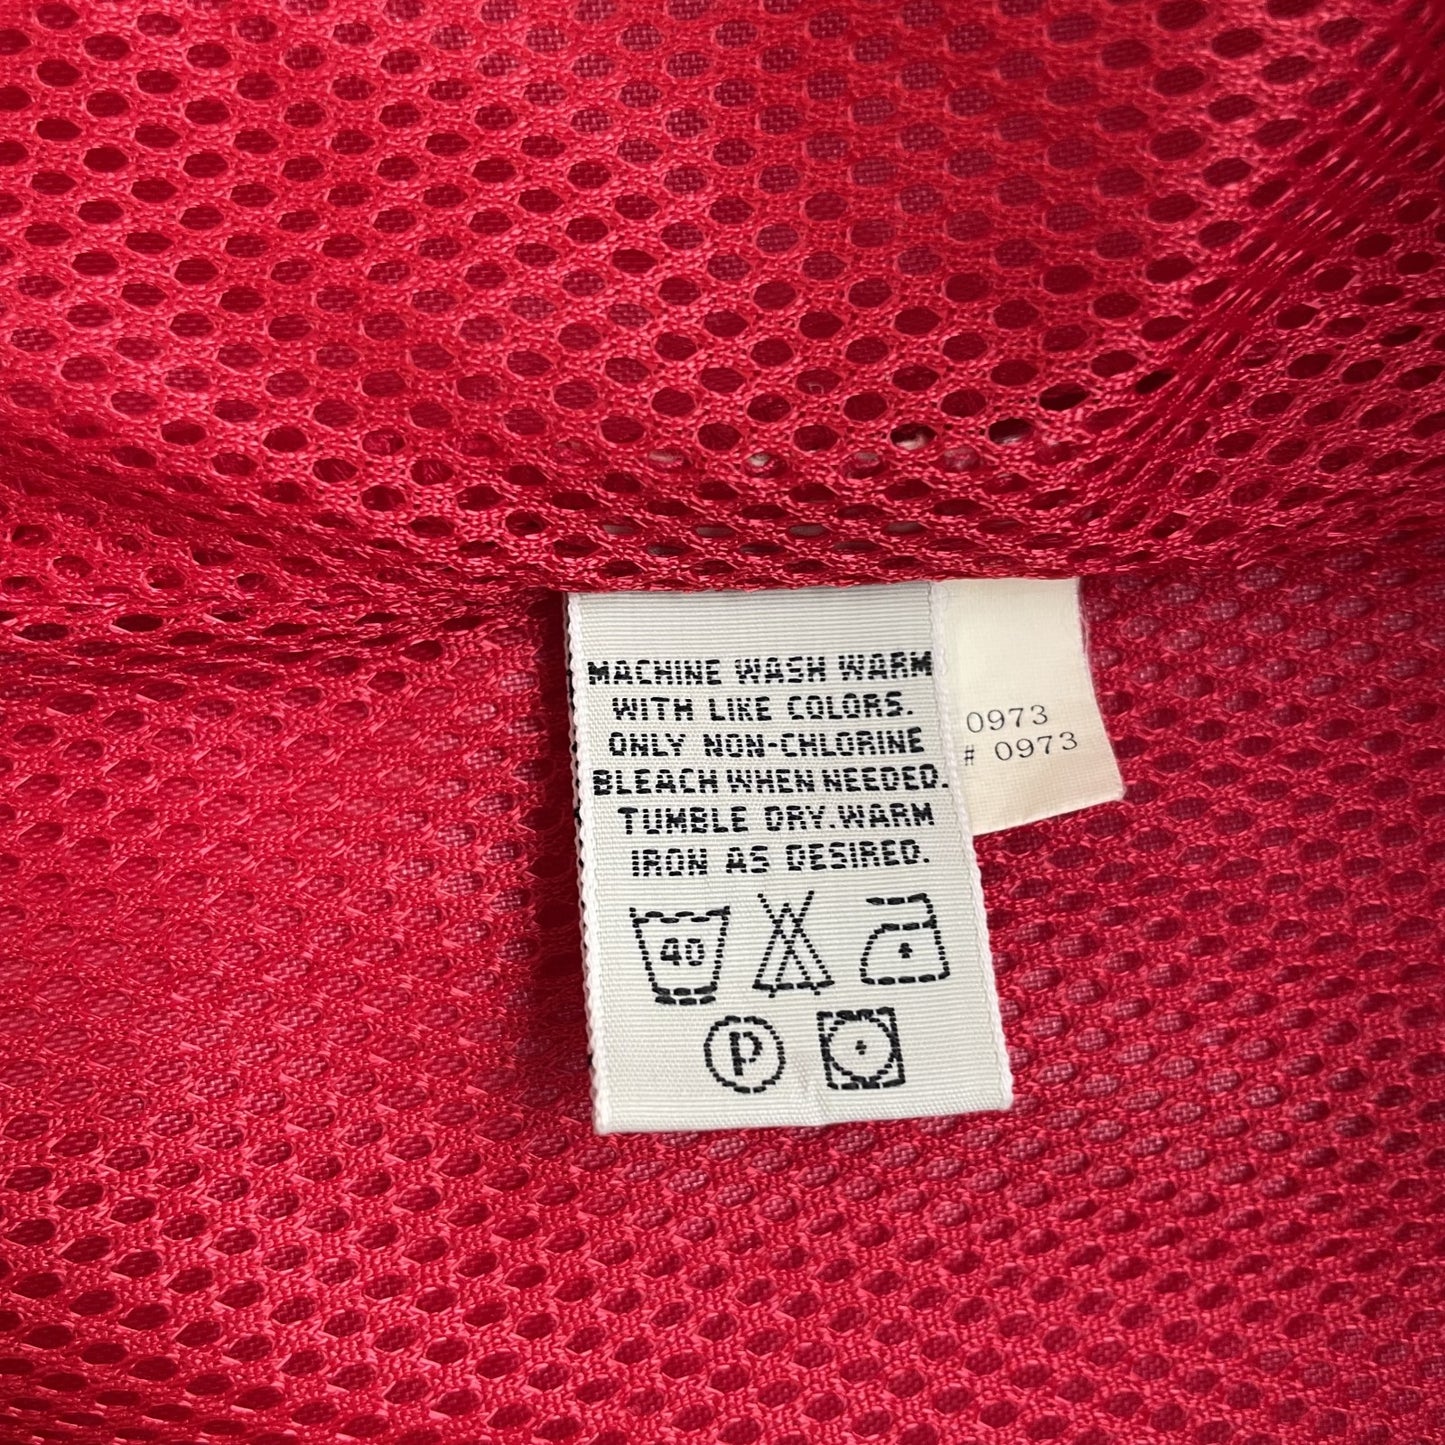 MACHINE WASH WARM
WITH LIKE COLORS.
ONLY NON-CHLORINE
BLEACH WHEN NEEDED.
TUMBLE DRY.WARM
IRON AS DESIRED.
40
P
0973
# 0973